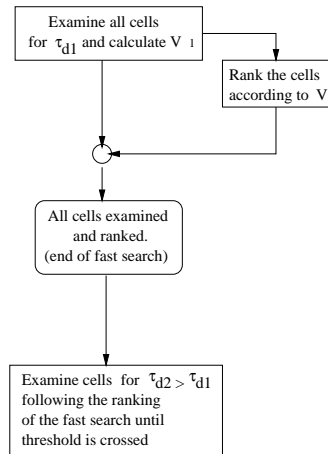 Examine all cells
for τd1 and calculate V 1
Rank the cells
according to V
All cells examined
and ranked.
(end of fast search)
Examine cells for τd2 > τd1
following the ranking
of the fast search until
threshold is crossed